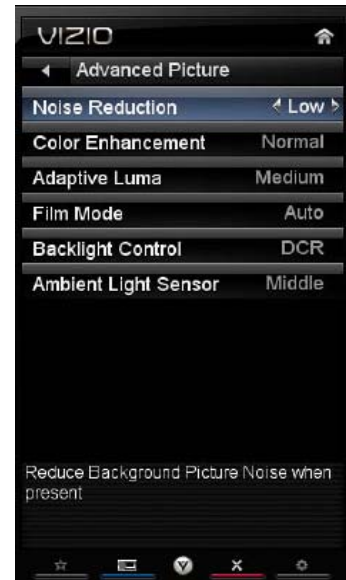 VIZIO
Advanced Picture
Noise Reduction Low
Color Enhancement Normal
Adaptive Luma Medium
Film Mode Auto
Backlight Control DCR
Ambient Light Sensor Middle
Reduce Background Picture Noise when
present